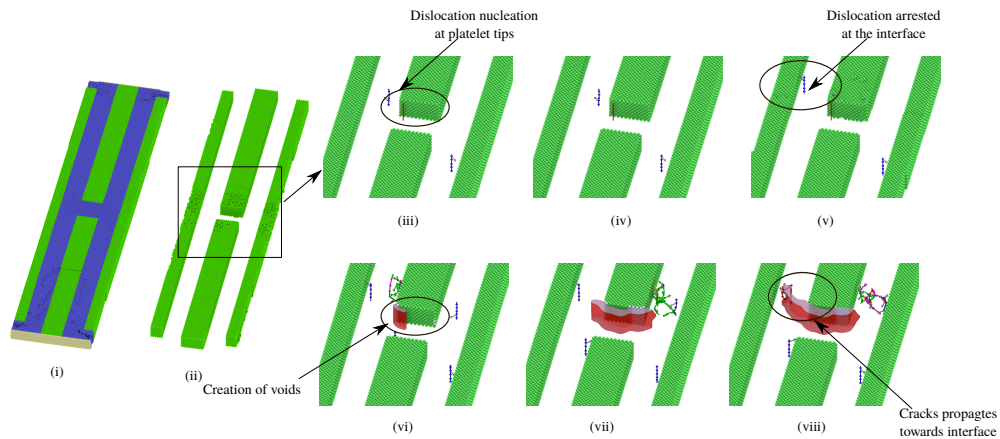 Dislocation nucleation
at platelet tips
Dislocation arrested
at the interface
(i)
(ii)
(iii)
(iv)
(v)
Creation of voids
(vi)
(vii)
(viii)
Cracks propagtes
towards interface